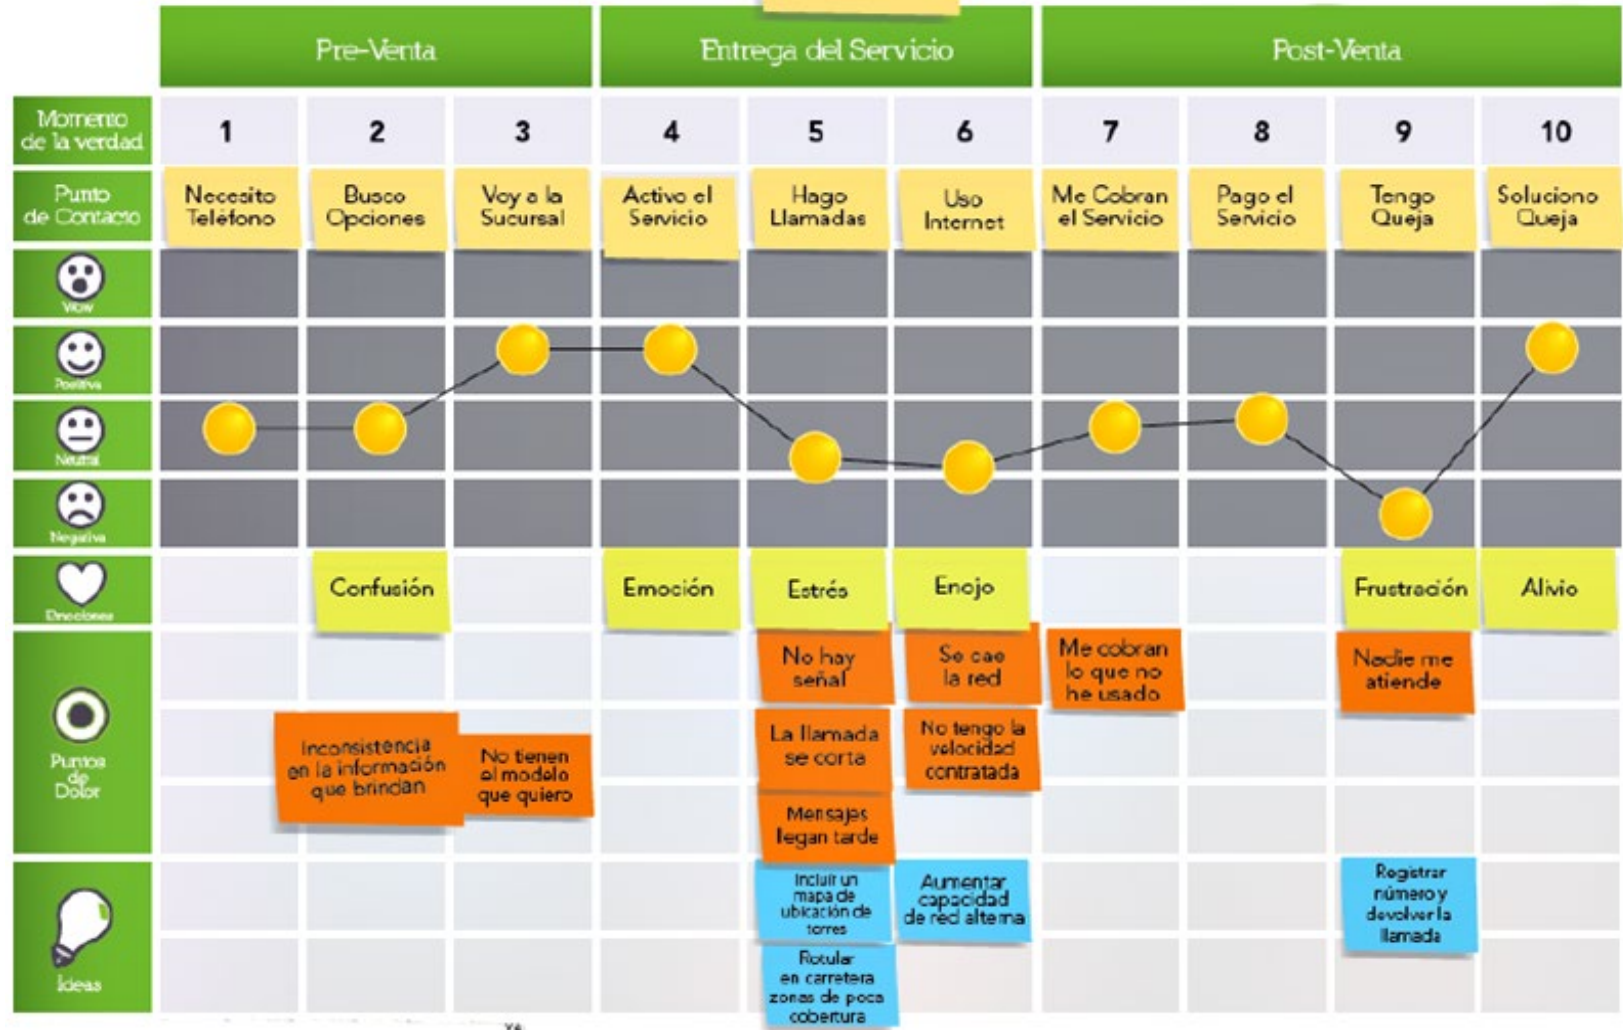 Pre-Venta
Entrega del Servicio
Post-Venta
Momento
de la verdad
1
2
3
4
5
6
7
8
9
10
Punto
de Contacto
Necesito
Teléfono
Busco
Opciones
Voy a la
Sucursal
Activo el
Servicio
Hago
Llamadas
Uso
Internet
Me Cobran
el Servicio
Pago el
Servicio
Tengo
Queja
Soluciono
Queja
Wow
Positiva
Neutral
Negativa
Emociones
Confusión
Emoción
Estrés
Enojo
Frustración
Alivio
Puntos
de
Dolor
Inconsistencia
en la información
que brindan
No tienen
el modelo
que quiero
No hay
señal
La llamada
se corta
Mensajes
llegan tarde
Se cae
la red
No tengo la
velocidad
contratada
Me cobran
lo que no
he usado
Nadie me
atiende
Ideas
Incluir un
mapa de
ubicación de
torres
Rotular
en carretera
zonas de poca
cobertura
Aumentar
capacidad
de red alterna
Registrar
número y
devolver la
llamada